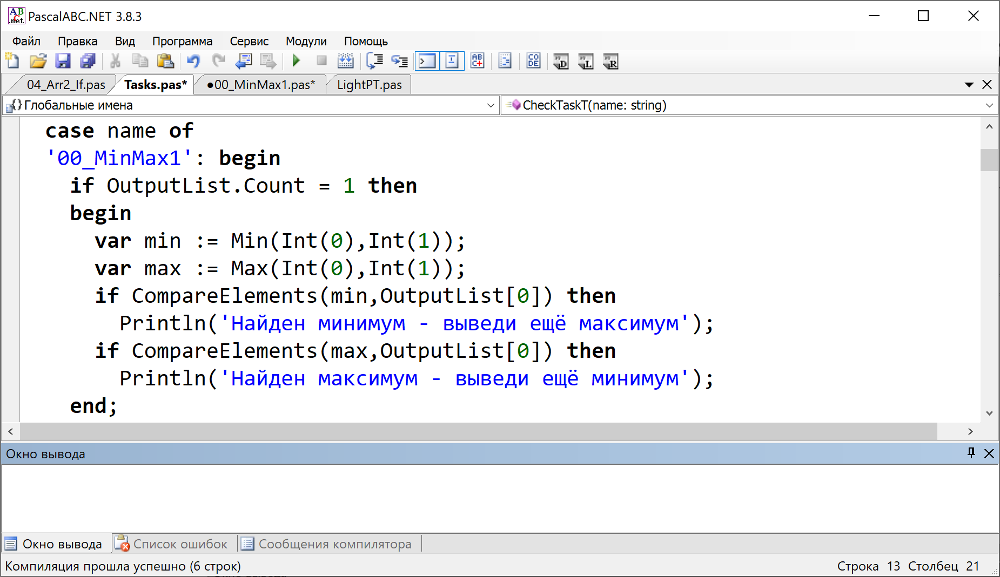 PascalABC.NET 3.8.3
Файл Правка Вид Программа Сервис Модули Помощь
04_Arr2_If.pas Tasks.pas* ●00_MinMax1.pas* LightPT.pas
Глобальные имена CheckTaskT(name: string)
case name of
'00_MinMax1': begin
if OutputList.Count = 1 then
begin
var min := Min(Int(0),Int(1));
var max := Max(Int(0),Int(1));
if CompareElements(min,OutputList[0]) then
Println('Найден минимум - выведи ещё максимум');
if CompareElements(max,OutputList[0]) then
Println('Найден максимум - выведи ещё минимум');
end;
Окно вывода
Окно вывода Список ошибок Сообщения компилятора
Компиляция прошла успешно (6 строк) Строка 13 Столбец 21